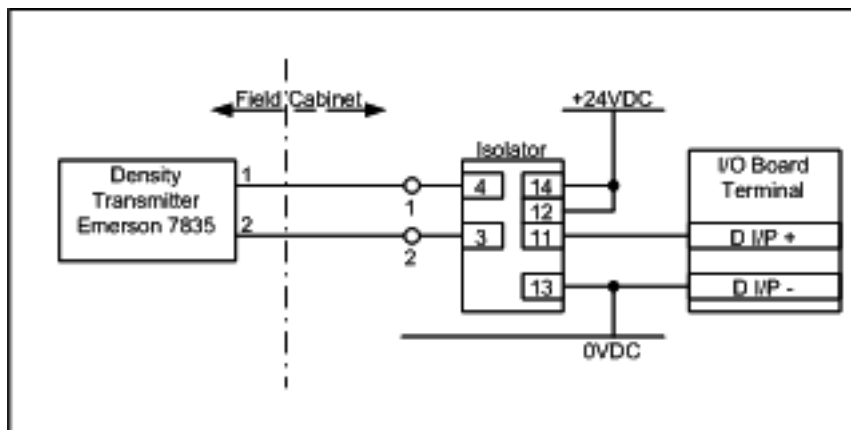 Field Cabinet
+24VDC
Isolator
Density
Transmitter
Emerson 7835
1
2
1
2
4
3
14
12
11
13
I/O Board
Terminal
D I/P +
D I/P -
0VDC